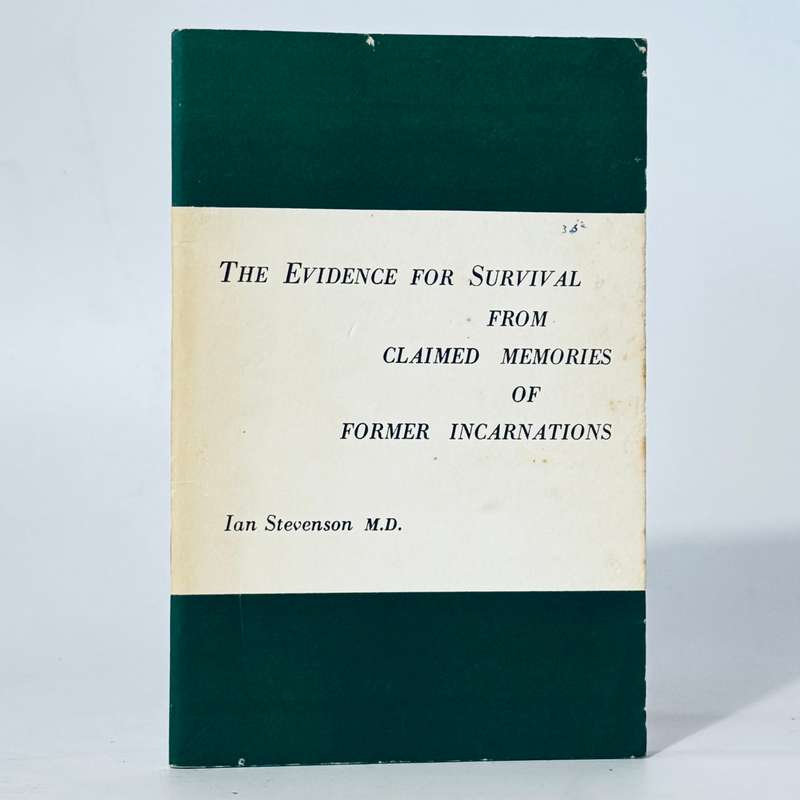 THE EVIDENCE FOR SURVIVAL
FROM
CLAIMED MEMORIES
OF
FORMER INCARNATIONS
Ian Stevenson M.D.